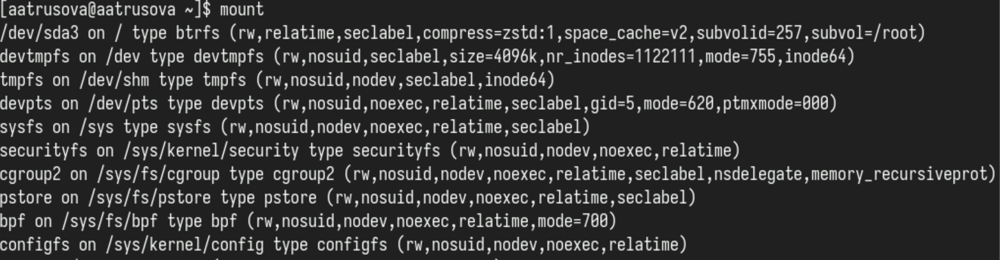 [aatrusova@aatrusova ~]$ mount
/dev/sda3 on / type btrfs (rw,relatime,seclabel,compress=zstd:1,space_cache=v2,subvolid=257,subvol=/root)
devtmpfs on /dev type devtmpfs (rw,nosuid,seclabel,size=4096k,nr_inodes=1122111,mode=755,inode64)
tmpfs on /dev/shm type tmpfs (rw,nosuid,nodev,seclabel,inode64)
devpts on /dev/pts type devpts (rw,nosuid,noexec,relatime,seclabel,gid=5,mode=620,ptmxmode=000)
sysfs on /sys type sysfs (rw,nosuid,nodev,noexec,relatime,seclabel)
securityfs on /sys/kernel/security type securityfs (rw,nosuid,nodev,noexec,relatime)
cgroup2 on /sys/fs/cgroup type cgroup2 (rw,nosuid,nodev,noexec,relatime,seclabel,nsdelegate,memory_recursiveprot)
pstore on /sys/fs/pstore type pstore (rw,nosuid,nodev,noexec,relatime,seclabel)
bpf on /sys/fs/bpf type bpf (rw,nosuid,nodev,noexec,relatime,mode=700)
configfs on /sys/kernel/config type configfs (rw,nosuid,nodev,noexec,relatime)